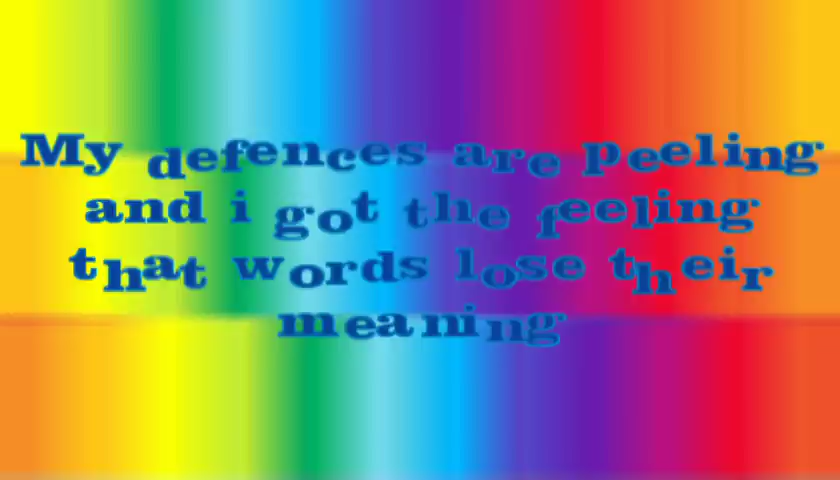 My defences are peeling
and i got the feeling
that words lose their
meaning